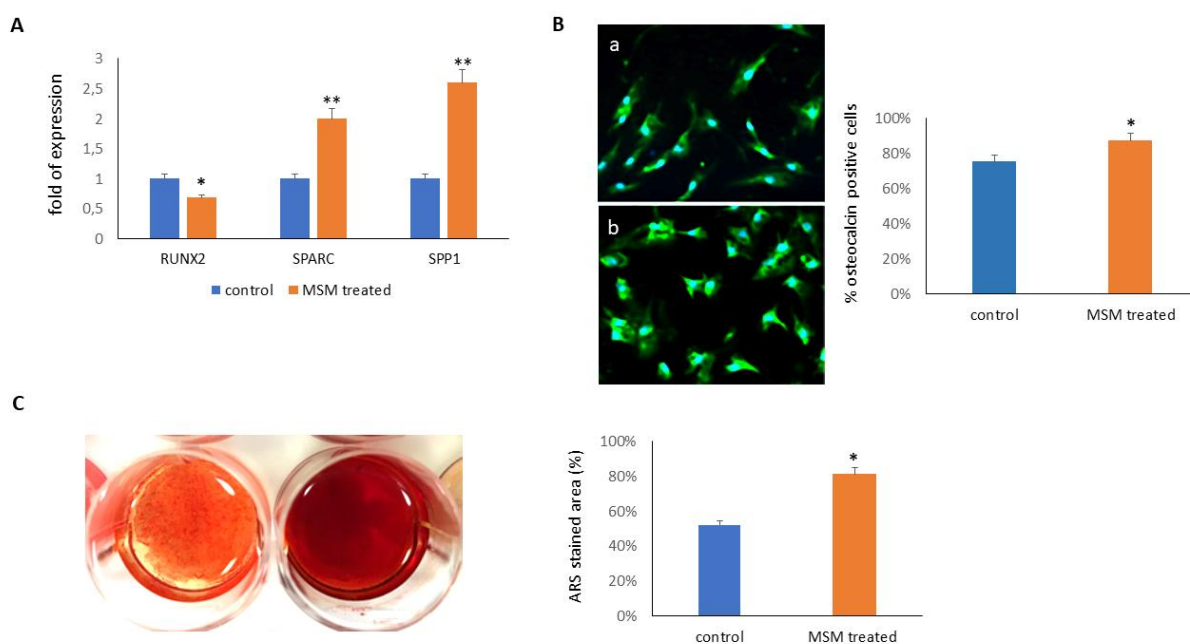 A
fold of expression
3
2,5
2
1,5
1
0,5
0
**
**
*
RUNX2
SPARC
SPP1
control
MSM treated
B
a
b
% osteocalcin positive cells
100%
80%
60%
40%
20%
0%
*
control
MSM treated
C
ARS stained area (%)
100%
80%
60%
40%
20%
0%
*
control
MSM treated